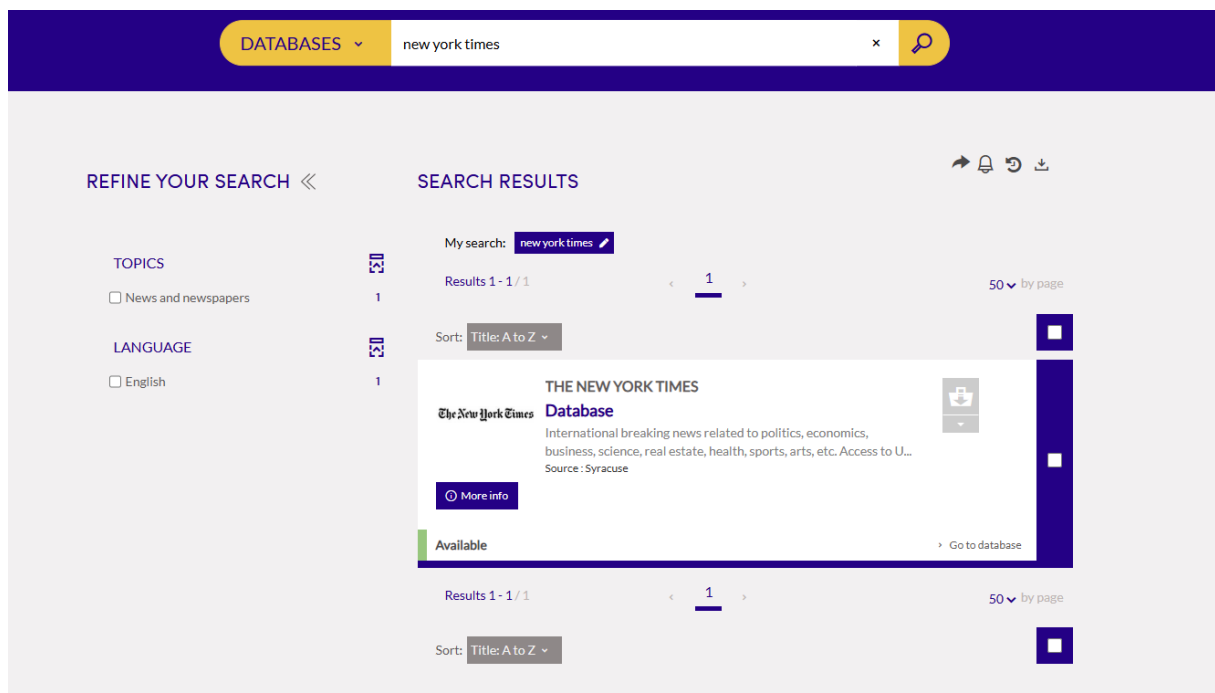 DATABASES
new york times
REFINE YOUR SEARCH
SEARCH RESULTS
My search: new york times
TOPICS
News and newspapers 1
LANGUAGE
English 1
Results 1 - 1 / 1
1
50 by page
Sort: Title: A to Z
The New York Times
THE NEW YORK TIMES
Database
International breaking news related to politics, economics,
business, science, real estate, health, sports, arts, etc. Access to U...
Source : Syracuse
More info
Available
Go to database
Results 1 - 1 / 1
1
50 by page
Sort: Title: A to Z